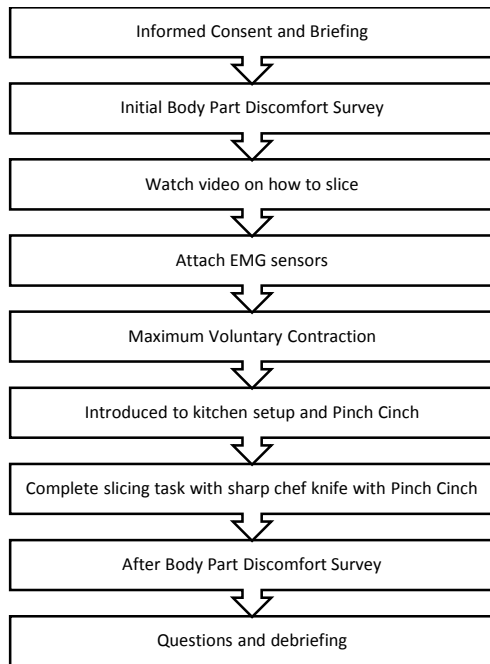 Informed Consent and Briefing
Initial Body Part Discomfort Survey
Watch video on how to slice
Attach EMG sensors
Maximum Voluntary Contraction
Introduced to kitchen setup and Pinch Cinch
Complete slicing task with sharp chef knife with Pinch Cinch
After Body Part Discomfort Survey
Questions and debriefing